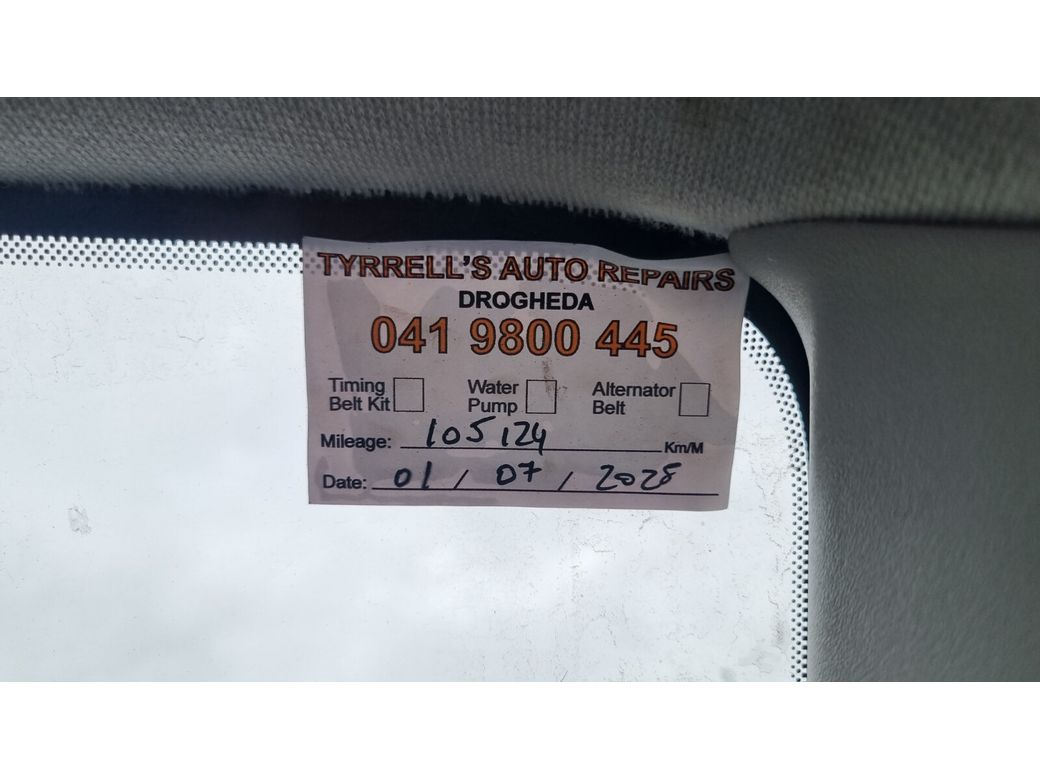 TYRRELL'S AUTO REPAIRS
DROGHEDA
041 9800 445
Timing Belt Kit
Water Pump
Alternator Belt
Mileage: 105124 Km/M
Date: 01 / 07 / 2028